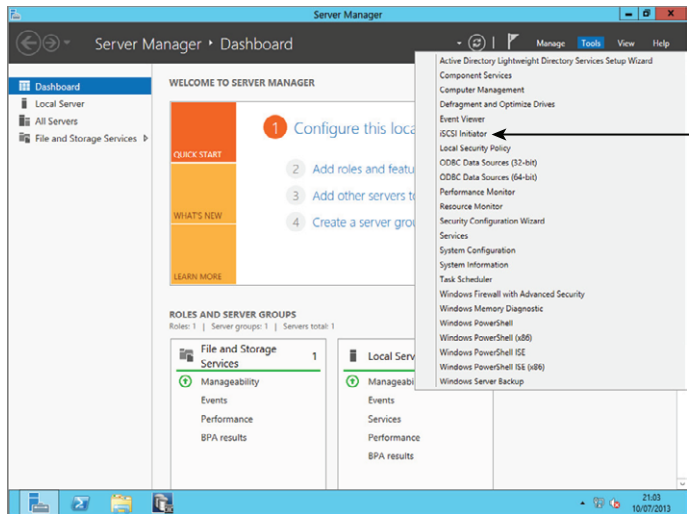 Server Manager
Server Manager • Dashboard
Manage Tools View Help
Dashboard
Local Server
All Servers
File and Storage Services
WELCOME TO SERVER MANAGER
QUICK START
WHAT'S NEW
LEARN MORE
1 Configure this loca
2 Add roles and featu
3 Add other servers to
4 Create a server grou
ROLES AND SERVER GROUPS
Roles: 1 | Server groups: 1 | Servers total: 1
File and Storage Services 1
Manageability
Events
Performance
BPA results
Local Serv
Manageabi
Events
Services
Performance
BPA results
Active Directory Lightweight Directory Services Setup Wizard
Component Services
Computer Management
Defragment and Optimize Drives
Event Viewer
iSCSI Initiator
Local Security Policy
ODBC Data Sources (32-bit)
ODBC Data Sources (64-bit)
Performance Monitor
Resource Monitor
Security Configuration Wizard
Services
System Configuration
System Information
Task Scheduler
Windows Firewall with Advanced Security
Windows Memory Diagnostic
Windows PowerShell
Windows PowerShell (x86)
Windows PowerShell ISE
Windows PowerShell ISE (x86)
Windows Server Backup
21:03
10/07/2013